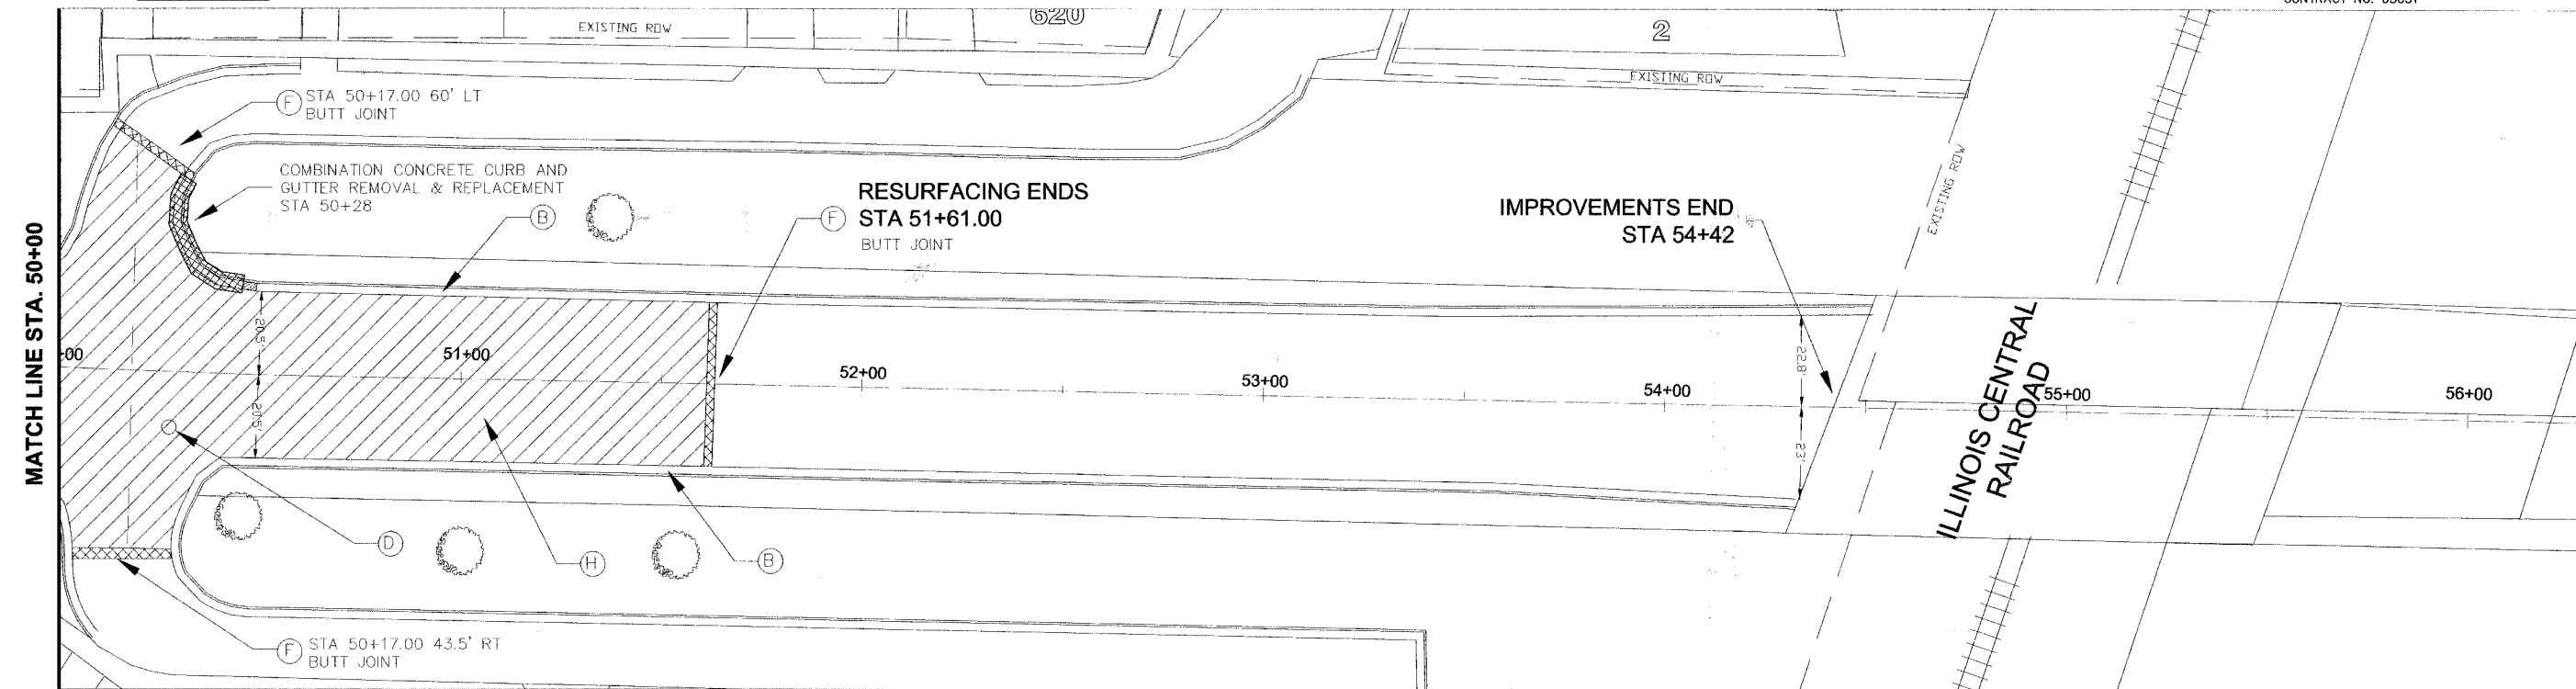 EXISTING ROW
620
2
EXISTING ROW
F
STA 50+17.00 60' LT
BUTT JOINT
COMBINATION CONCRETE CURB AND
GUTTER REMOVAL & REPLACEMENT
STA 50+28
B
F
RESURFACING ENDS
STA 51+61.00
BUTT JOINT
IMPROVEMENTS END
STA 54+42
EXISTING ROW
MATCH LINE STA. 50+00
20.5'
20.5'
51+00
52+00
53+00
54+00
22.8'
23'
ILLINOIS CENTRAL
RAILROAD
55+00
56+00
D
H
B
F
STA 50+17.00 43.5' RT
BUTT JOINT